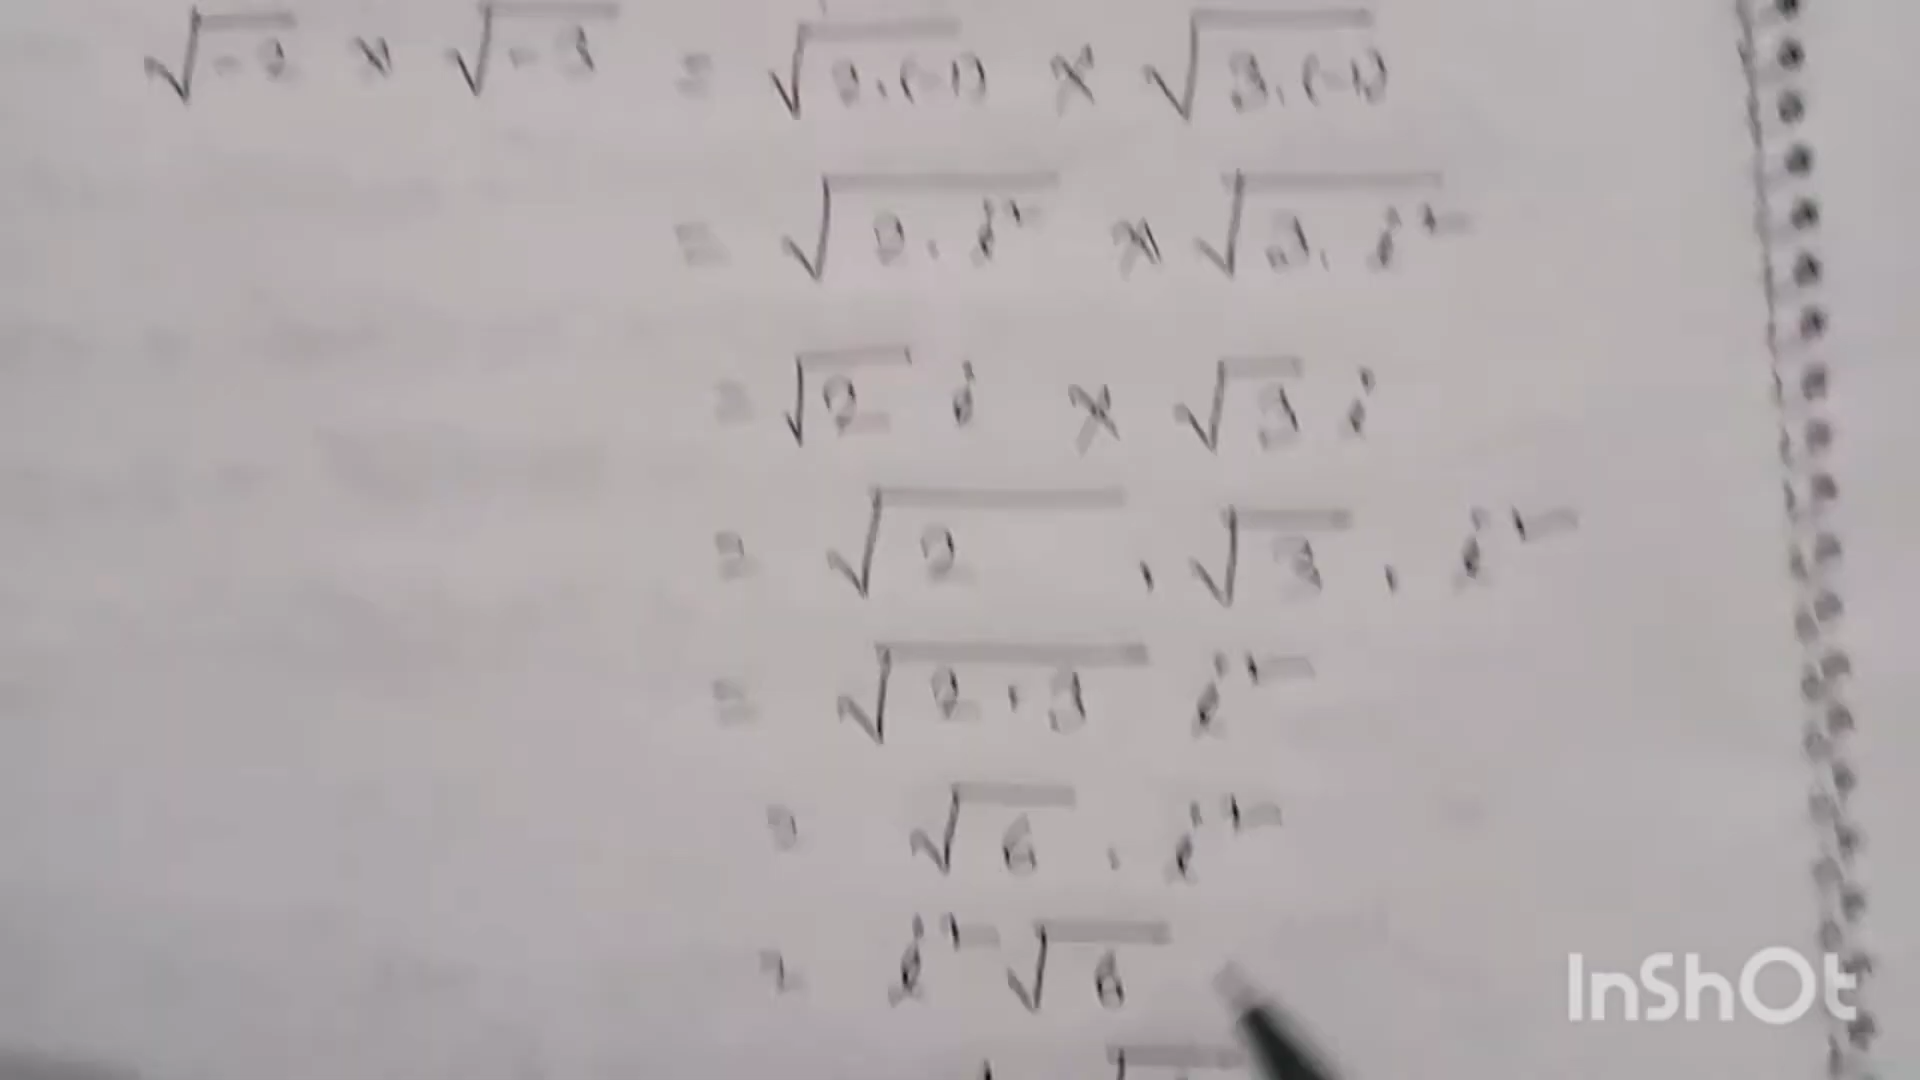 √-2 × √-3 = √2.(-1) × √3.(-1)
= √2.i² × √3.i²
= √2 i × √3 i
= √2 . √3 . i²
= √2.3 i²
= √6 . i²
= i² √6
InShOt